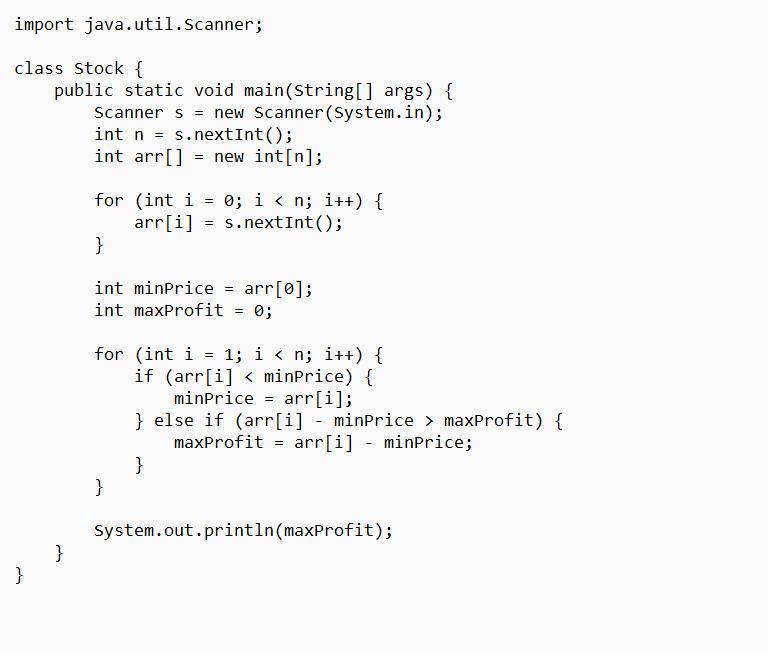 import java.util.Scanner;

class Stock {
    public static void main(String[] args) {
        Scanner s = new Scanner(System.in);
        int n = s.nextInt();
        int arr[] = new int[n];

        for (int i = 0; i < n; i++) {
            arr[i] = s.nextInt();
        }

        int minPrice = arr[0];
        int maxProfit = 0;

        for (int i = 1; i < n; i++) {
            if (arr[i] < minPrice) {
                minPrice = arr[i];
            } else if (arr[i] - minPrice > maxProfit) {
                maxProfit = arr[i] - minPrice;
            }
        }

        System.out.println(maxProfit);
    }
}